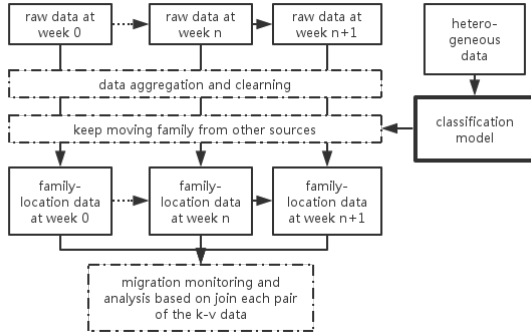 raw data at
week 0
raw data at
week n
raw data at
week n+1
hetero-
geneous
data
data aggregation and clearning
keep moving family from other sources
classification
model
family-
location data
at week 0
family-
location data
at week n
family-
location data
at week n+1
migration monitoring and
analysis based on join each pair
of the k-v data